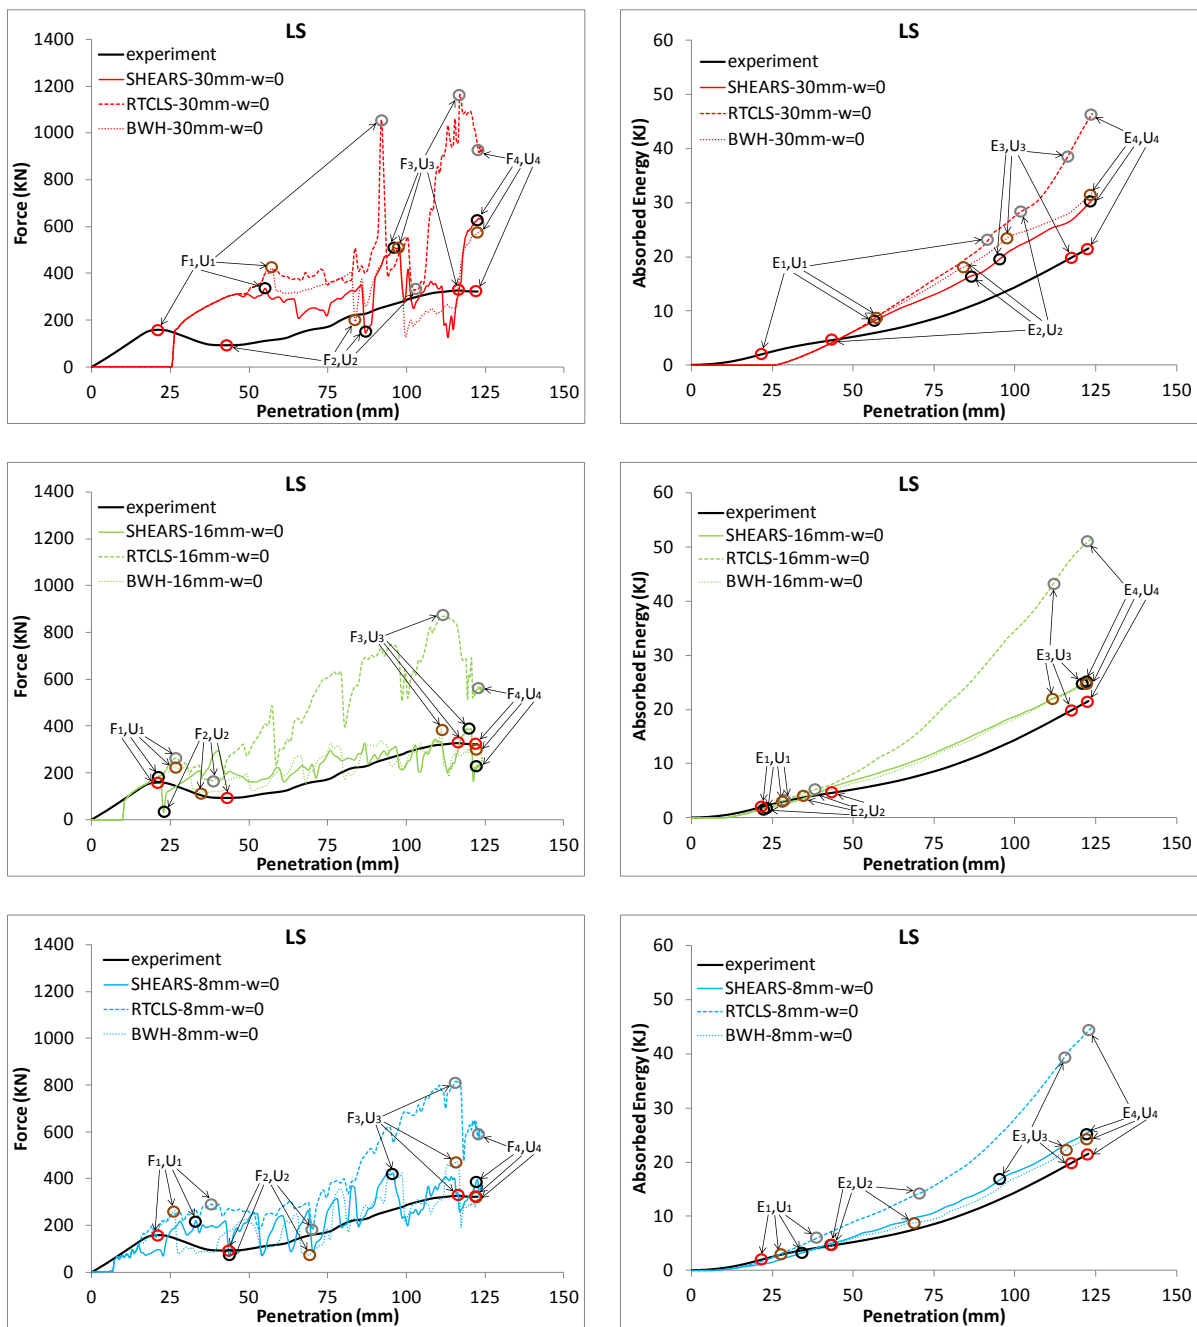 LS
1400
1200
1000
800
600
400
200
0
Force (KN)
experiment
SHEARS-30mm-w=0
RTCLS-30mm-w=0
BWH-30mm-w=0
F1,U1
F2,U2
F3,U3
F4,U4
0 25 50 75 100 125 150
Penetration (mm)
LS
60
50
40
30
20
10
0
Absorbed Energy (KJ)
experiment
SHEARS-30mm-w=0
RTCLS-30mm-w=0
BWH-30mm-w=0
E1,U1
E2,U2
E3,U3
E4,U4
0 25 50 75 100 125 150
Penetration (mm)
LS
1400
1200
1000
800
600
400
200
0
Force (KN)
experiment
SHEARS-16mm-w=0
RTCLS-16mm-w=0
BWH-16mm-w=0
F1,U1
F2,U2
F3,U3
F4,U4
0 25 50 75 100 125 150
Penetration (mm)
LS
60
50
40
30
20
10
0
Absorbed Energy (KJ)
experiment
SHEARS-16mm-w=0
RTCLS-16mm-w=0
BWH-16mm-w=0
E1,U1
E2,U2
E3,U3
E4,U4
0 25 50 75 100 125 150
Penetration (mm)
LS
1400
1200
1000
800
600
400
200
0
Force (KN)
experiment
SHEARS-8mm-w=0
RTCLS-8mm-w=0
BWH-8mm-w=0
F1,U1
F2,U2
F3,U3
F4,U4
0 25 50 75 100 125 150
Penetration (mm)
LS
60
50
40
30
20
10
0
Absorbed Energy (KJ)
experiment
SHEARS-8mm-w=0
RTCLS-8mm-w=0
BWH-8mm-w=0
E1,U1
E2,U2
E3,U3
E4,U4
0 25 50 75 100 125 150
Penetration (mm)